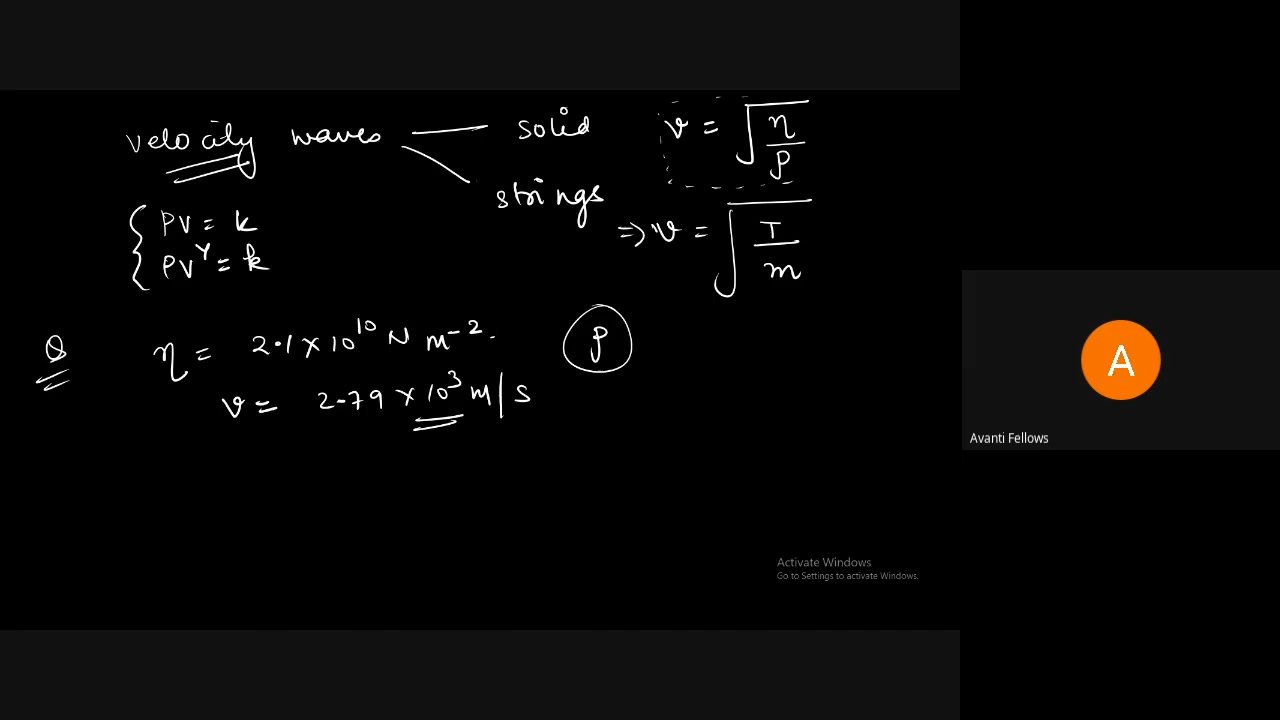 velocity waves — solid v = √(η/ρ)
strings ⇒ v = √(T/m)
PV = k
PV^γ = k
Q η = 2.1 × 10^10 N m^-2. ρ
v = 2.79 × 10^3 m/s
A
Avanti Fellows
Activate Windows
Go to Settings to activate Windows.